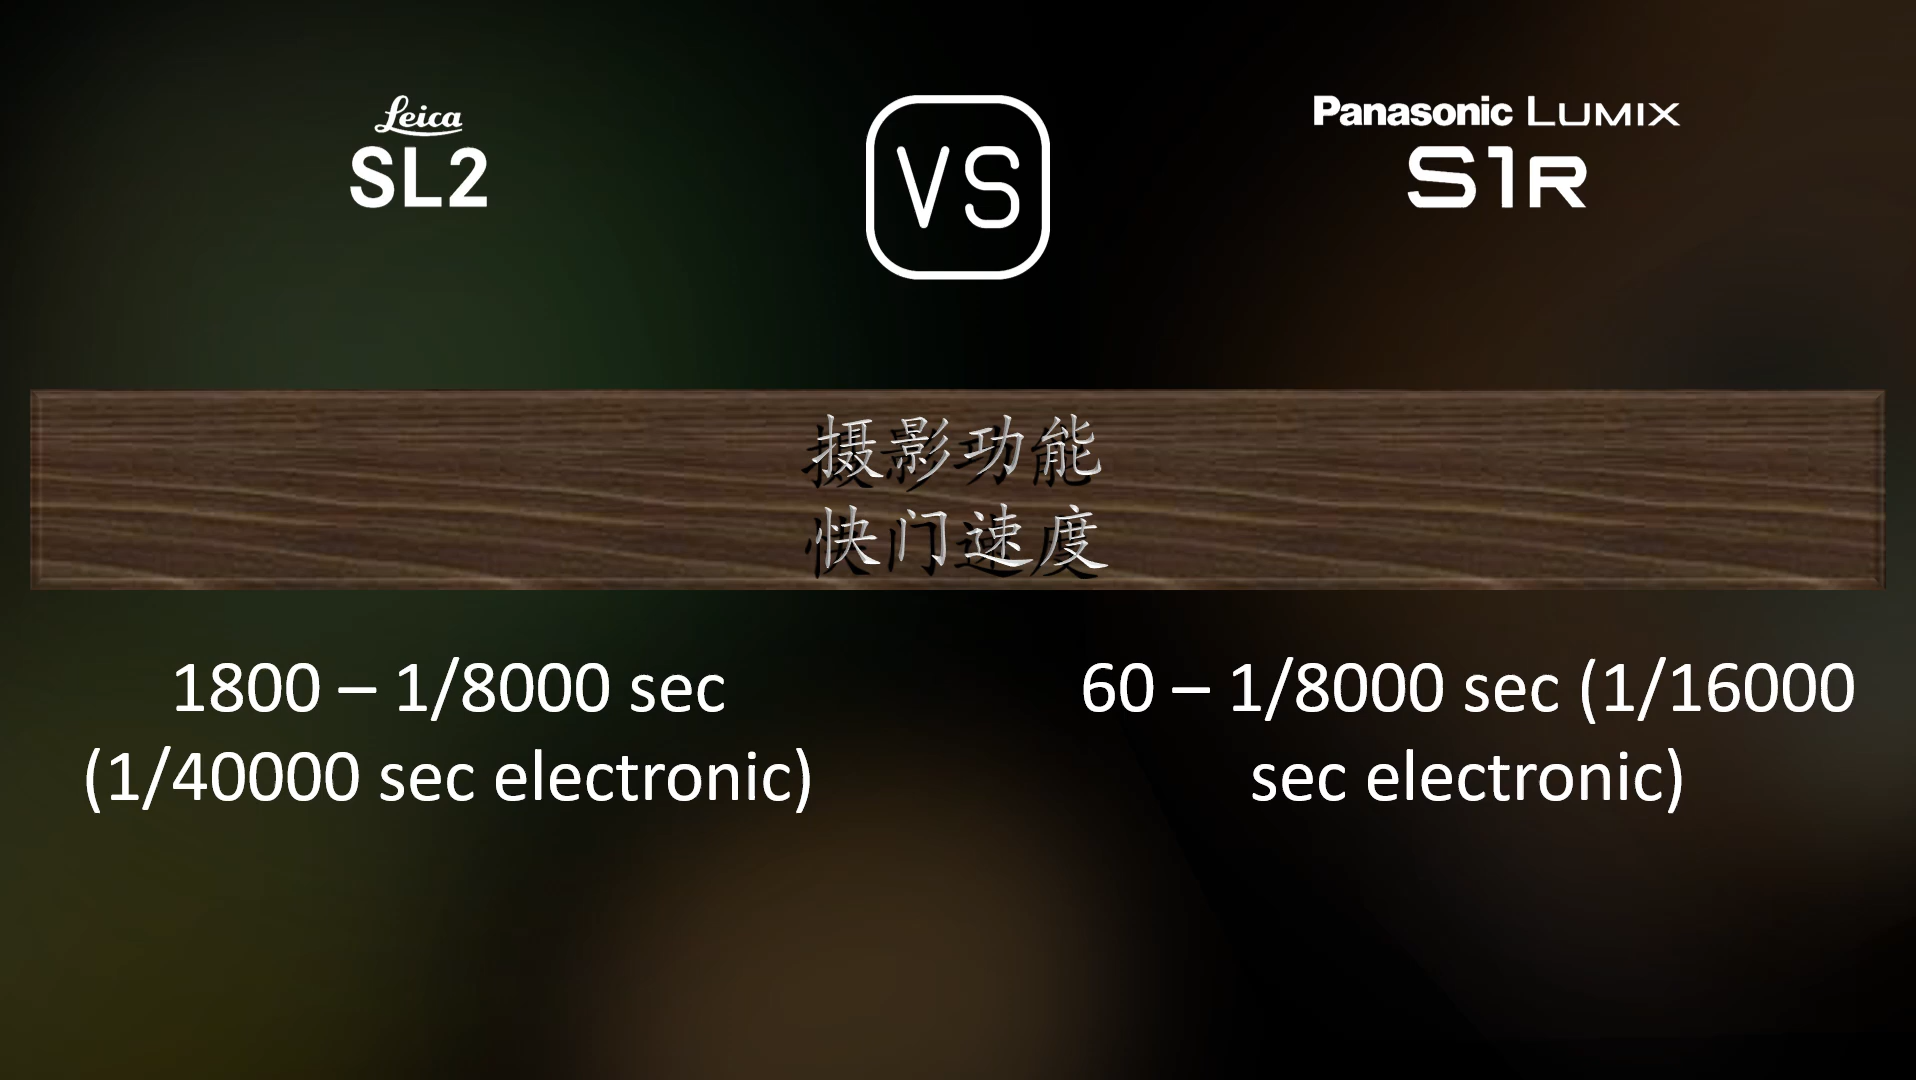 Leica
SL2
VS
Panasonic LUMIX
S1R
摄影功能
快门速度
1800 – 1/8000 sec
(1/40000 sec electronic)
60 – 1/8000 sec (1/16000
sec electronic)